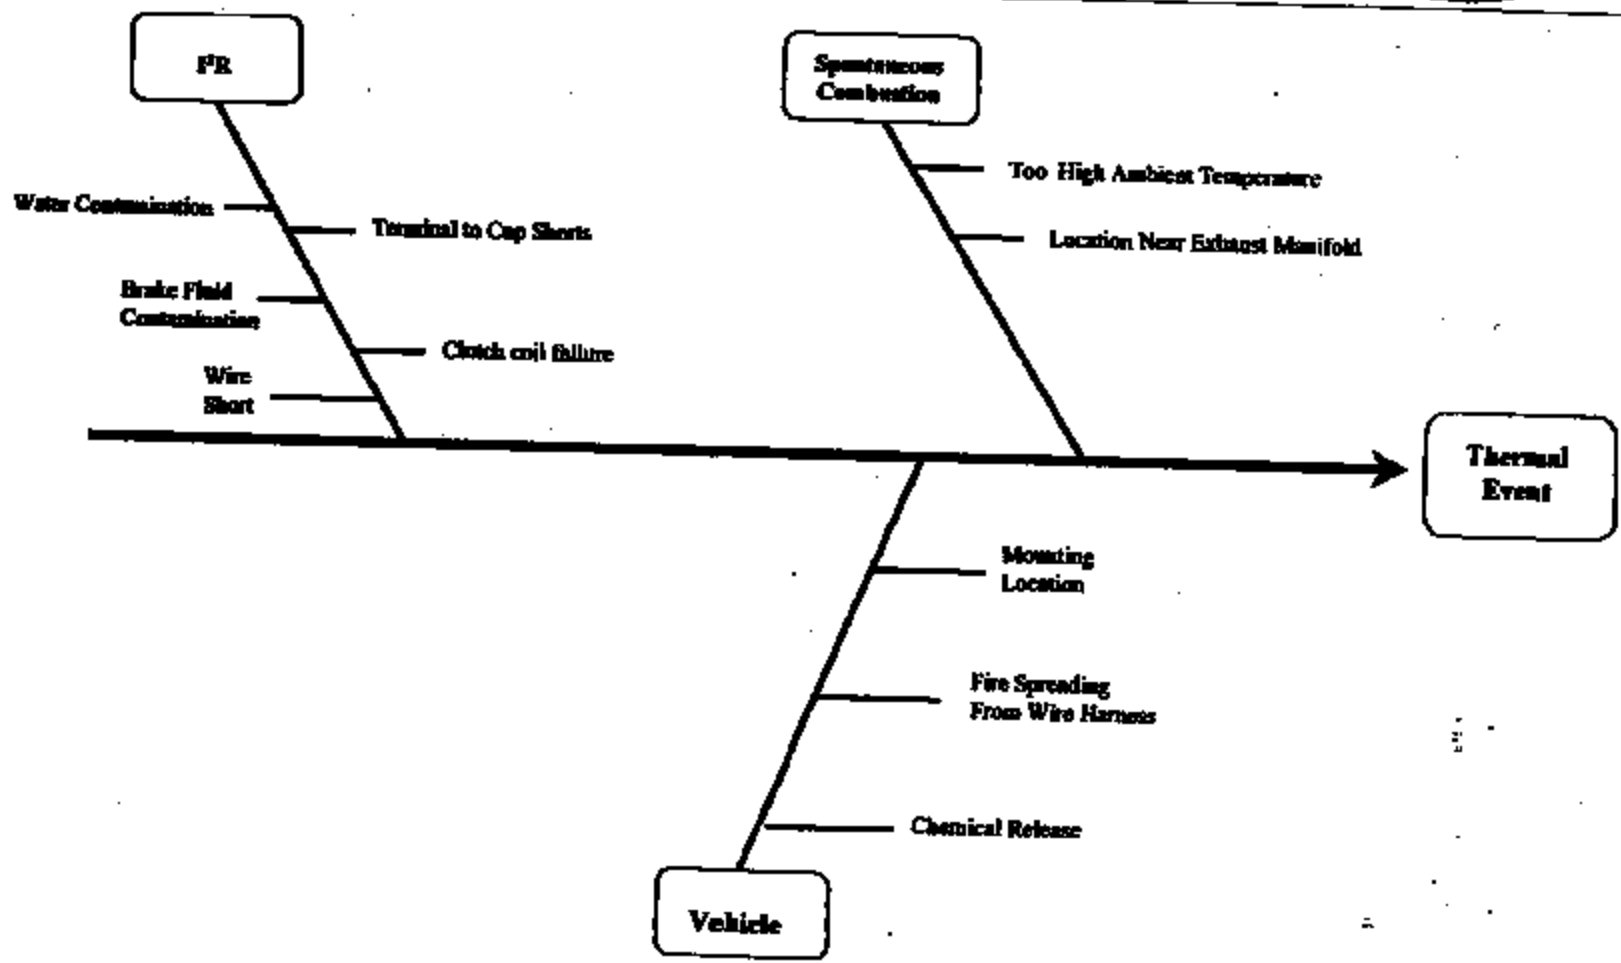 I²R
Spontaneous
Combustion
Too High Ambient Temperature
Water Contamination
Terminal to Cap Shorts
Location Near Exhaust Manifold
Brake Fluid
Contamination
Clutch coil failure
Wire
Short
Thermal
Event
Mounting
Location
Fire Spreading
From Wire Harness
Chemical Release
Vehicle